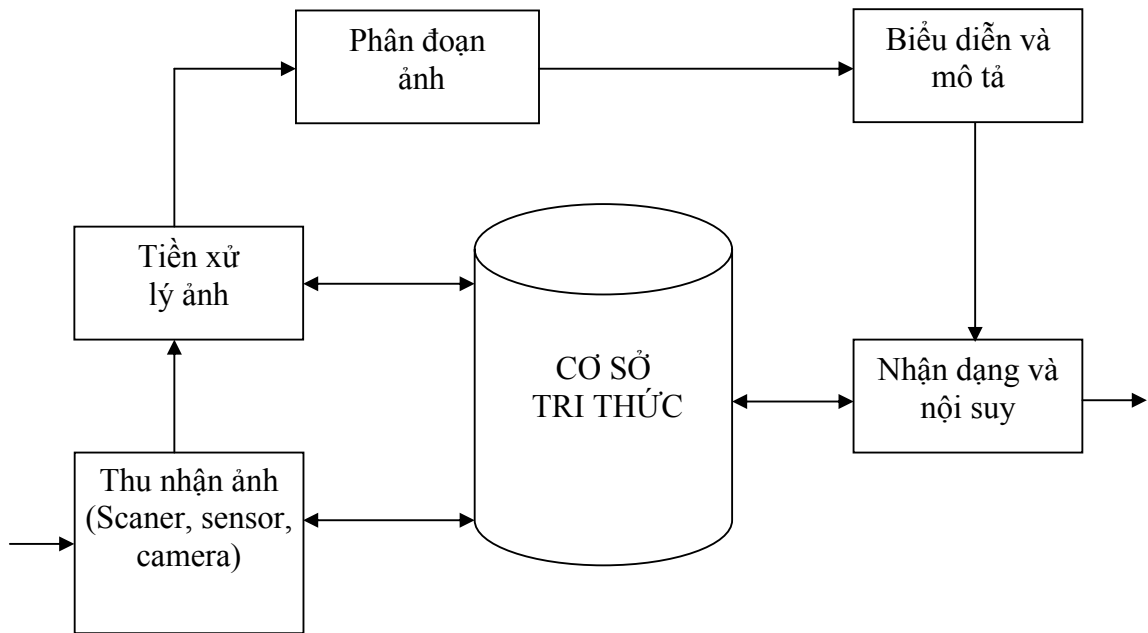 Phân đoạn
ảnh
Biểu diễn và
mô tả
Tiền xử
lý ảnh
CƠ SỞ
TRI THỨC
Nhận dạng và
nội suy
Thu nhận ảnh
(Scaner, sensor,
camera)